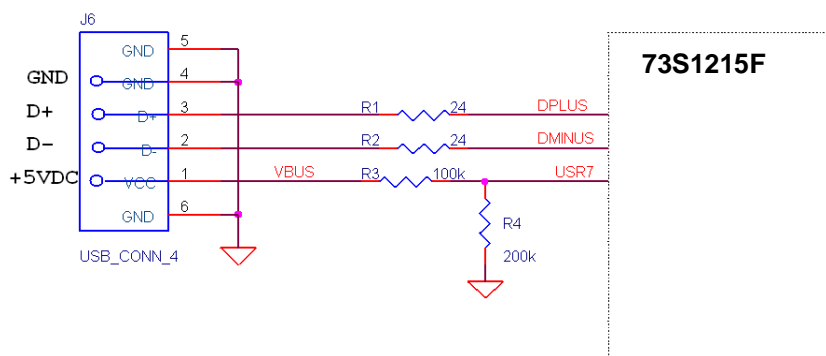 J6
73S1215F
GND 5
GND GND 4
D+ D+ 3 R1 24 DPLUS
D- D- 2 R2 24 DMINUS
+5VDC VCC 1 VBUS R3 100k USR7
GND 6
R4
USB_CONN_4 200k